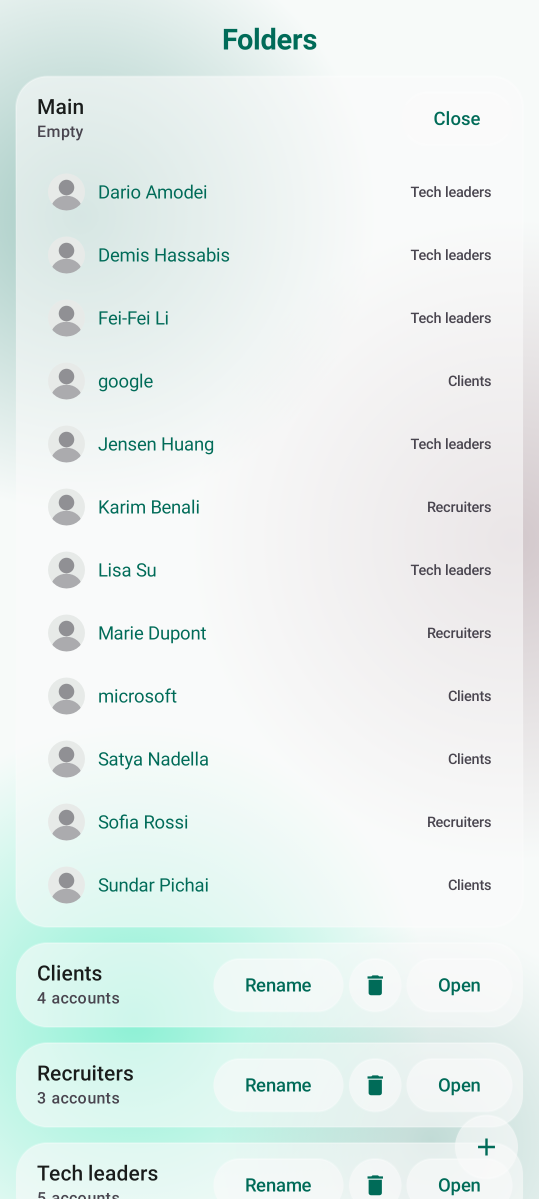 Folders
Main
Empty
Close
Dario Amodei Tech leaders
Demis Hassabis Tech leaders
Fei-Fei Li Tech leaders
google Clients
Jensen Huang Tech leaders
Karim Benali Recruiters
Lisa Su Tech leaders
Marie Dupont Recruiters
microsoft Clients
Satya Nadella Clients
Sofia Rossi Recruiters
Sundar Pichai Clients
Clients
4 accounts
Rename Open
Recruiters
3 accounts
Rename Open
+
Tech leaders
5 accounts
Rename Open